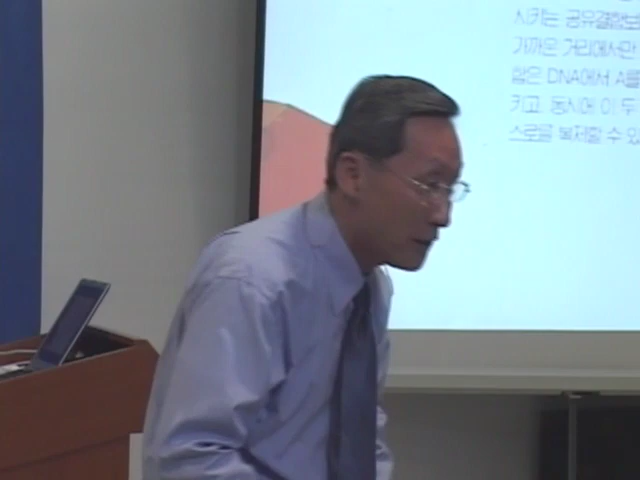 시키는 공유결합보
가까운 거리에서만
함은 DNA에서 A를
키고, 동시에 이 두
스로를 복제할 수 있